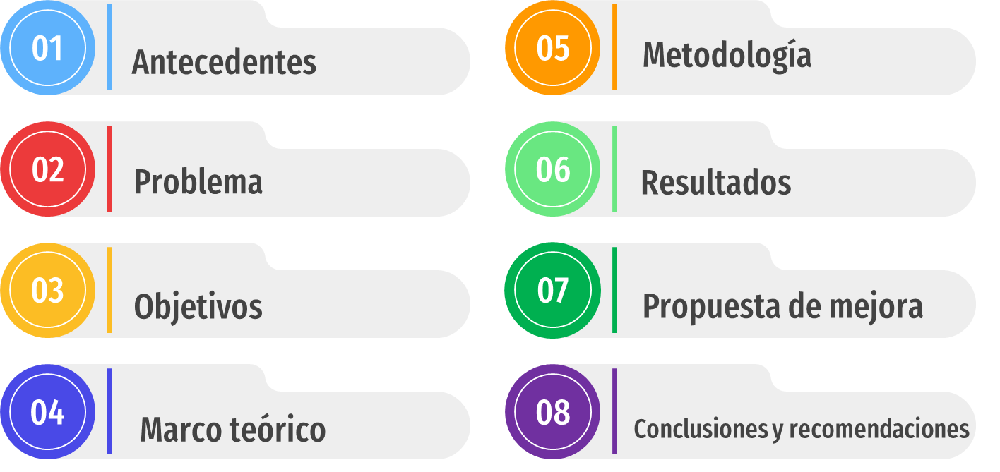 01
Antecedentes
02
Problema
03
Objetivos
04
Marco teórico
05
Metodología
06
Resultados
07
Propuesta de mejora
08
Conclusiones y recomendaciones